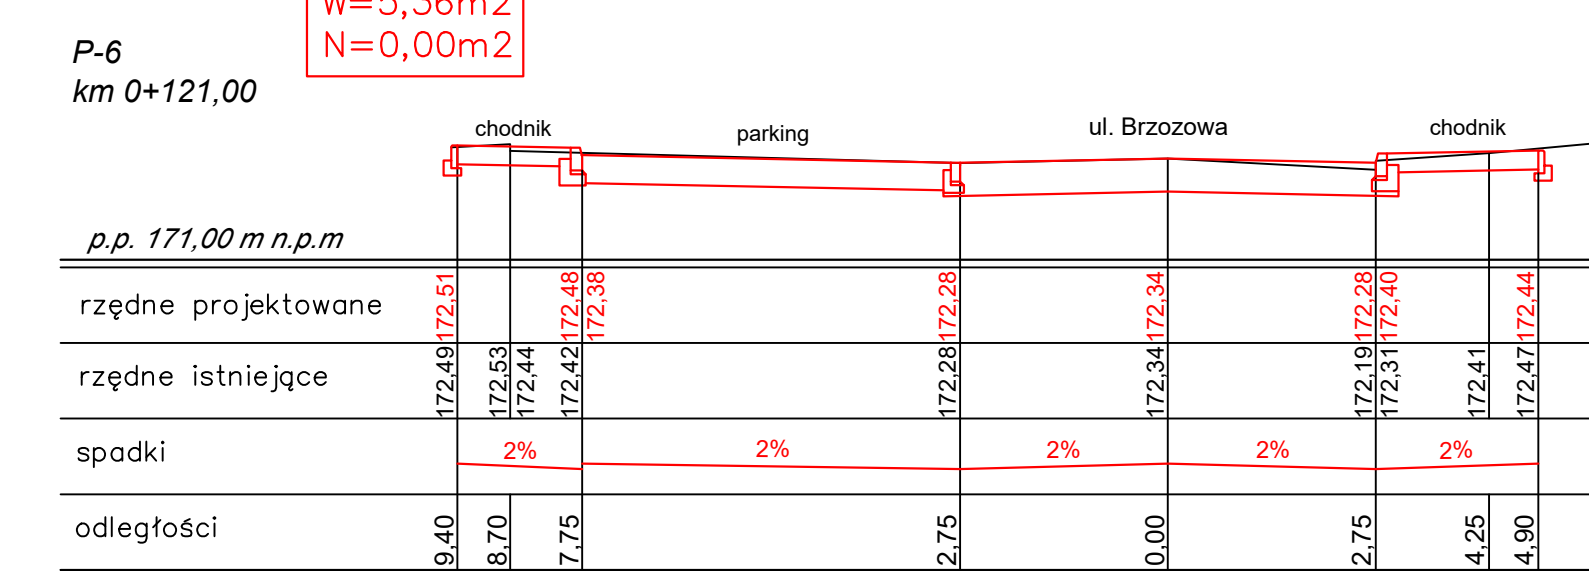 W=5,36m2
N=0,00m2
P-6
km 0+121,00
chodnik
parking
ul. Brzozowa
chodnik
p.p. 171,00 m n.p.m
rzędne projektowane 172,51 172,48 172,38 172,28 172,34 172,28 172,40 172,44
rzędne istniejące 172,49 172,53 172,44 172,42 172,28 172,34 172,19 172,31 172,41 172,47
spadki 2% 2% 2% 2% 2%
odległości 9,40 8,70 7,75 2,75 0,00 2,75 4,25 4,90